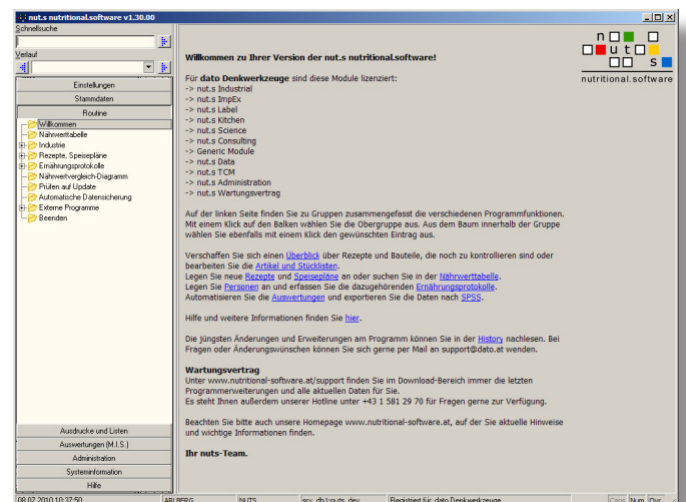 nut.s nutritional.software v1.30.00
Schnellsuche
Verlauf
Einstellungen
Stammdaten
Routine
Willkommen
Nährwerttabelle
Industrie
Rezepte, Speisepläne
Ernährungsprotokolle
Nährwertvergleich-Diagramm
Prüfen auf Update
Automatische Datensicherung
Externe Programme
Beenden
Ausdrucke und Listen
Auswertungen (M.I.S.)
Administration
Systeminformation
Hilfe
Willkommen zu Ihrer Version der nut.s nutritional.software!
Für dato Denkwerkzeuge sind diese Module lizenziert:
-> nut.s Industrial
-> nut.s ImpEx
-> nut.s Label
-> nut.s Kitchen
-> nut.s Science
-> nut.s Consulting
-> Generic Module
-> nut.s Data
-> nut.s TCM
-> nut.s Administration
-> nut.s Wartungsvertrag
Auf der linken Seite finden Sie zu Gruppen zusammengefasst die verschiedenen Programmfunktionen.
Mit einem Klick auf den Balken wählen Sie die Obergruppe aus. Aus dem Baum innerhalb der Gruppe
wählen Sie ebenfalls mit einem Klick den gewünschten Eintrag aus.
Verschaffen Sie sich einen Überblick über Rezepte und Bauteile, die noch zu kontrollieren sind oder
bearbeiten Sie die Artikel und Stücklisten.
Legen Sie neue Rezepte und Speisepläne an oder suchen Sie in der Nährwerttabelle.
Legen Sie Personen an und erfassen Sie die dazugehörenden Ernährungsprotokolle.
Automatisieren Sie die Auswertungen und exportieren Sie die Daten nach SPSS.
Hilfe und weitere Informationen finden Sie hier.
Die jüngsten Änderungen und Erweiterungen am Programm können Sie in der History nachlesen. Bei
Fragen oder Änderungswünschen können Sie sich gerne per Mail an support@dato.at wenden.
Wartungsvertrag
Unter www.nutritional-software.at/support finden Sie im Download-Bereich immer die letzten
Programmerweiterungen und alle aktuellen Daten für Sie.
Es steht Ihnen außerdem unserer Hotline unter +43 1 581 29 70 für Fragen gerne zur Verfügung.
Beachten Sie bitte auch unsere Homepage www.nutritional-software.at, auf der Sie aktuelle Hinweise
und wichtige Informationen finden.
Ihr nuts-Team.
n
u t
s
nutritional.software
08.07.2010 10:37:50
ARLBERG
NUTS
srv_db1:nuts_dev
Registriert für: dato Denkwerkzeuge
Caps Num Ovr